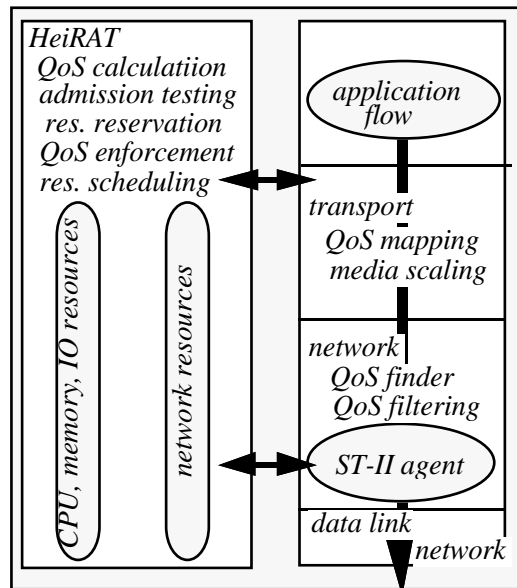 HeiRAT
QoS calculatiion
admission testing
res. reservation
QoS enforcement
res. scheduling
CPU, memory, IO resources
network resources
application
flow
transport
QoS mapping
media scaling
network
QoS finder
QoS filtering
ST-II agent
data link
network